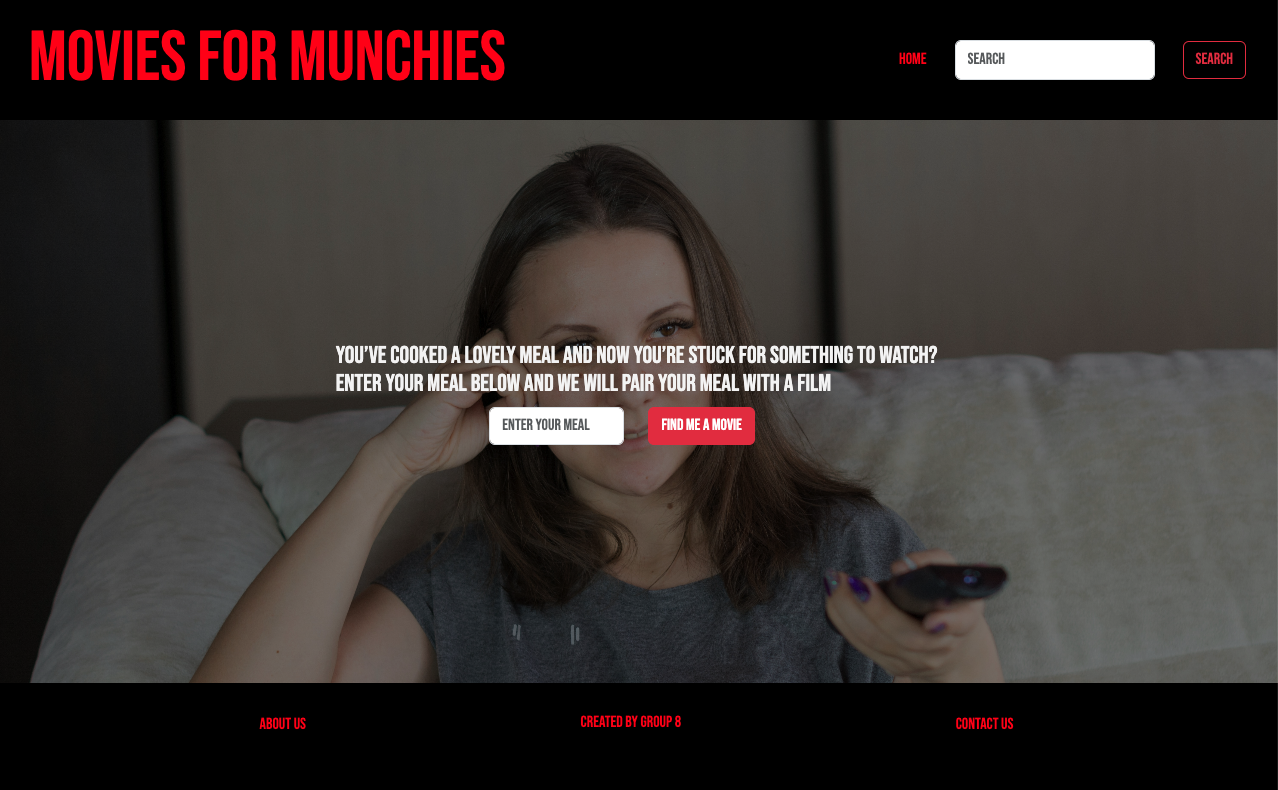 MOVIES FOR MUNCHIES
HOME
SEARCH
SEARCH
YOU'VE COOKED A LOVELY MEAL AND NOW YOU'RE STUCK FOR SOMETHING TO WATCH?
ENTER YOUR MEAL BELOW AND WE WILL PAIR YOUR MEAL WITH A FILM
ENTER YOUR MEAL
FIND ME A MOVIE
ABOUT US
CREATED BY GROUP 8
CONTACT US